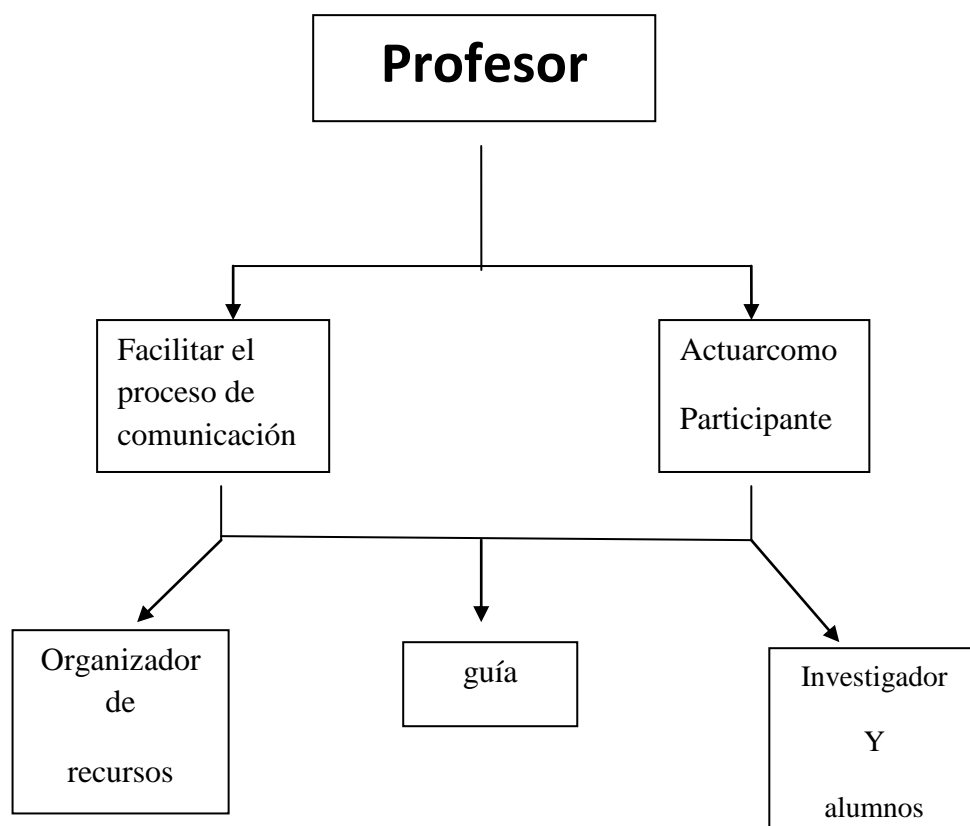 Profesor
Facilitar el
proceso de
comunicación
Actuarcomo
Participante
Organizador
de
recursos
guía
Investigador
Y
alumnos